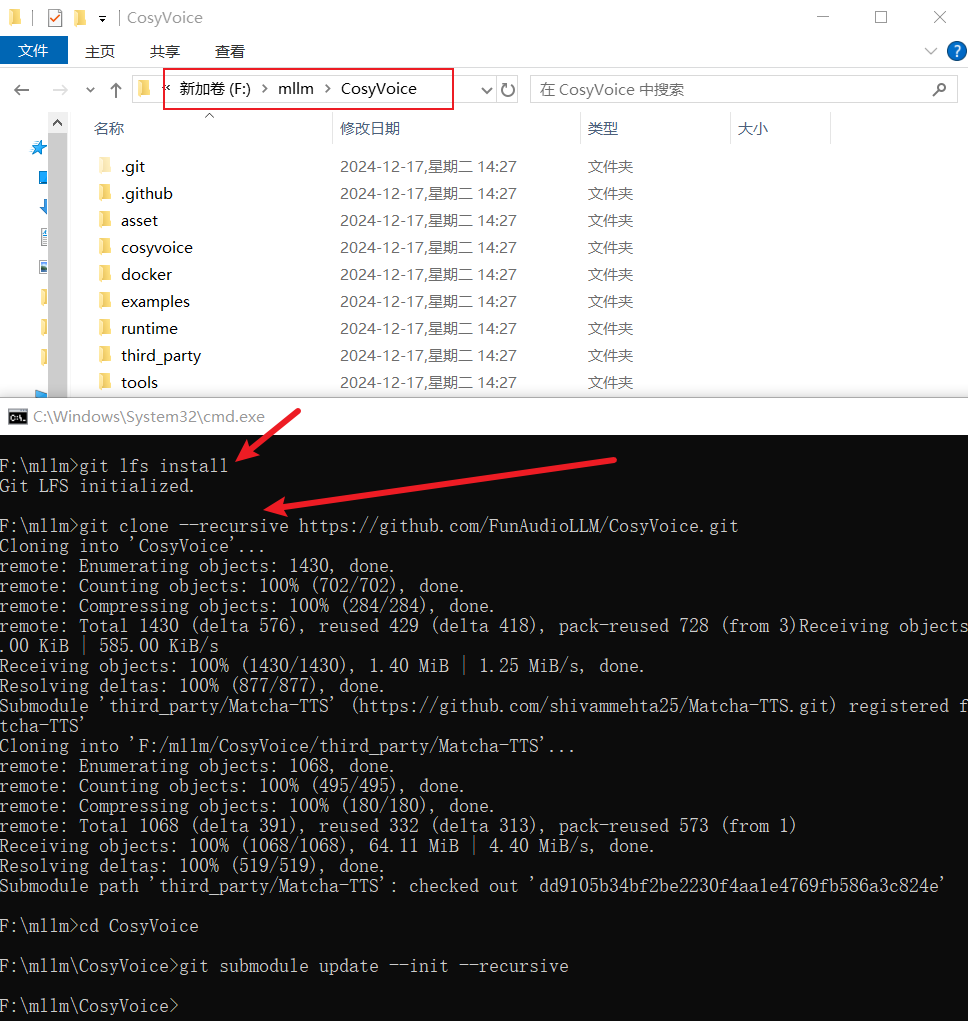 CosyVoice
文件 主页 共享 查看
« 新加卷 (F:) > mllm > CosyVoice 在 CosyVoice 中搜索
名称 修改日期 类型 大小
.git 2024-12-17,星期二 14:27 文件夹
.github 2024-12-17,星期二 14:27 文件夹
asset 2024-12-17,星期二 14:27 文件夹
cosyvoice 2024-12-17,星期二 14:27 文件夹
docker 2024-12-17,星期二 14:27 文件夹
examples 2024-12-17,星期二 14:27 文件夹
runtime 2024-12-17,星期二 14:27 文件夹
third_party 2024-12-17,星期二 14:27 文件夹
tools 2024-12-17,星期二 14:27 文件夹
C:\Windows\System32\cmd.exe
F:\mllm>git lfs install
Git LFS initialized.
F:\mllm>git clone --recursive https://github.com/FunAudioLLM/CosyVoice.git
Cloning into 'CosyVoice'...
remote: Enumerating objects: 1430, done.
remote: Counting objects: 100% (702/702), done.
remote: Compressing objects: 100% (284/284), done.
remote: Total 1430 (delta 576), reused 429 (delta 418), pack-reused 728 (from 3)Receiving objects
.00 KiB | 585.00 KiB/s
Receiving objects: 100% (1430/1430), 1.40 MiB | 1.25 MiB/s, done.
Resolving deltas: 100% (877/877), done.
Submodule 'third_party/Matcha-TTS' (https://github.com/shivammehta25/Matcha-TTS.git) registered f
tcha-TTS'
Cloning into 'F:/mllm/CosyVoice/third_party/Matcha-TTS'...
remote: Enumerating objects: 1068, done.
remote: Counting objects: 100% (495/495), done.
remote: Compressing objects: 100% (180/180), done.
remote: Total 1068 (delta 391), reused 332 (delta 313), pack-reused 573 (from 1)
Receiving objects: 100% (1068/1068), 64.11 MiB | 4.40 MiB/s, done.
Resolving deltas: 100% (519/519), done.
Submodule path 'third_party/Matcha-TTS': checked out 'dd9105b34bf2be2230f4aa1e4769fb586a3c824e'
F:\mllm>cd CosyVoice
F:\mllm\CosyVoice>git submodule update --init --recursive
F:\mllm\CosyVoice>